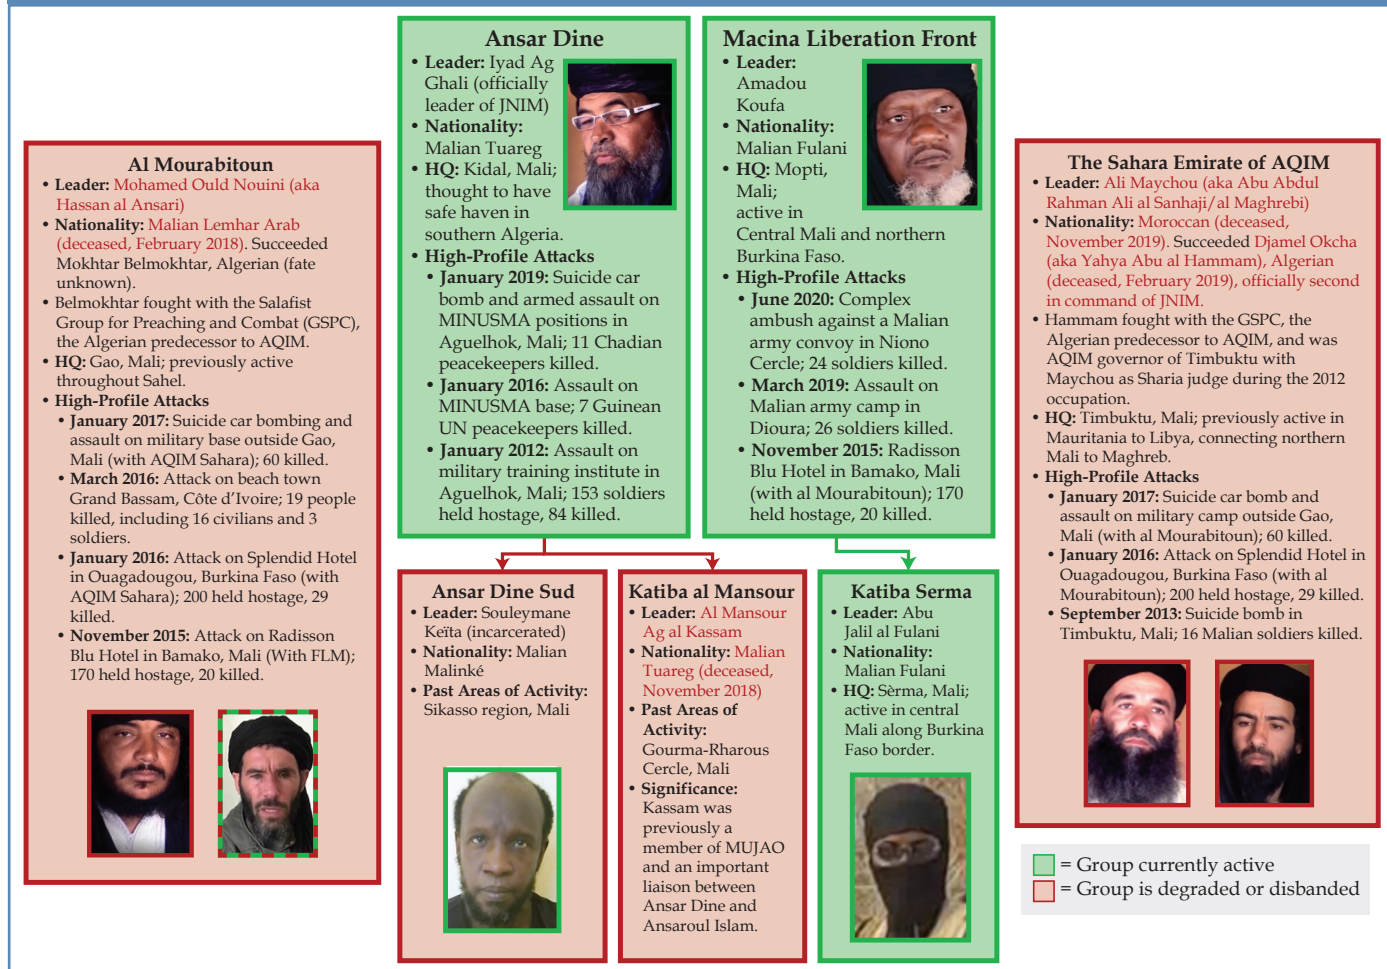 Ansar Dine
• Leader: Iyad Ag
Ghali (officially
leader of JNIM)
• Nationality:
Malian Tuareg
• HQ: Kidal, Mali;
thought to have
safe haven in
southern Algeria.
• High-Profile Attacks
• January 2019: Suicide car
bomb and armed assault on
MINUSMA positions in
Aguelhok, Mali; 11 Chadian
peacekeepers killed.
• January 2016: Assault on
MINUSMA base; 7 Guinean
UN peacekeepers killed.
• January 2012: Assault on
military training institute in
Aguelhok, Mali; 153 soldiers
held hostage, 84 killed.
Macina Liberation Front
• Leader:
Amadou
Koufa
• Nationality:
Malian Fulani
• HQ: Mopti,
Mali;
active in
Central Mali and northern
Burkina Faso.
• High-Profile Attacks
• June 2020: Complex
ambush against a Malian
army convoy in Niono
Cercle; 24 soldiers killed.
• March 2019: Assault on
Malian army camp in
Dioura; 26 soldiers killed.
• November 2015: Radisson
Blu Hotel in Bamako, Mali
(with al Mourabitoun); 170
held hostage, 20 killed.
Al Mourabitoun
• Leader: Mohamed Ould Nouini (aka
Hassan al Ansari)
• Nationality: Malian Lemhar Arab
(deceased, February 2018). Succeeded
Mokhtar Belmokhtar, Algerian (fate
unknown).
• Belmokhtar fought with the Salafist
Group for Preaching and Combat (GSPC),
the Algerian predecessor to AQIM.
• HQ: Gao, Mali; previously active
throughout Sahel.
• High-Profile Attacks
• January 2017: Suicide car bombing and
assault on military base outside Gao,
Mali (with AQIM Sahara); 60 killed.
• March 2016: Attack on beach town
Grand Bassam, Côte d'Ivoire; 19 people
killed, including 16 civilians and 3
soldiers.
• January 2016: Attack on Splendid Hotel
in Ouagadougou, Burkina Faso (with
AQIM Sahara); 200 held hostage, 29
killed.
• November 2015: Attack on Radisson
Blu Hotel in Bamako, Mali (With FLM);
170 held hostage, 20 killed.
The Sahara Emirate of AQIM
• Leader: Ali Maychou (aka Abu Abdul
Rahman Ali al Sanhaji/al Maghrebi)
• Nationality: Moroccan (deceased,
November 2019). Succeeded Djamel Okcha
(aka Yahya Abu al Hammam), Algerian
(deceased, February 2019), officially second
in command of JNIM.
• Hammam fought with the GSPC, the
Algerian predecessor to AQIM, and was
AQIM governor of Timbuktu with
Maychou as Sharia judge during the 2012
occupation.
• HQ: Timbuktu, Mali; previously active in
Mauritania to Libya, connecting northern
Mali to Maghreb.
• High-Profile Attacks
• January 2017: Suicide car bomb and
assault on military camp outside Gao,
Mali (with al Mourabitoun); 60 killed.
• January 2016: Attack on Splendid Hotel in
Ouagadougou, Burkina Faso (with al
Mourabitoun); 200 held hostage, 29 killed.
• September 2013: Suicide bomb in
Timbuktu, Mali; 16 Malian soldiers killed.
Ansar Dine Sud
• Leader: Souleymane
Keïta (incarcerated)
• Nationality: Malian
Malinké
• Past Areas of Activity:
Sikasso region, Mali
Katiba al Mansour
• Leader: Al Mansour
Ag al Kassam
• Nationality: Malian
Tuareg (deceased,
November 2018)
• Past Areas of
Activity:
Gourma-Rharous
Cercle, Mali
• Significance:
Kassam was
previously a
member of MUJAO
and an important
liaison between
Ansar Dine and
Ansaroul Islam.
Katiba Serma
• Leader: Abu
Jalil al Fulani
• Nationality:
Malian Fulani
• HQ: Sèrma, Mali;
active in central
Mali along Burkina
Faso border.
= Group currently active
= Group is degraded or disbanded